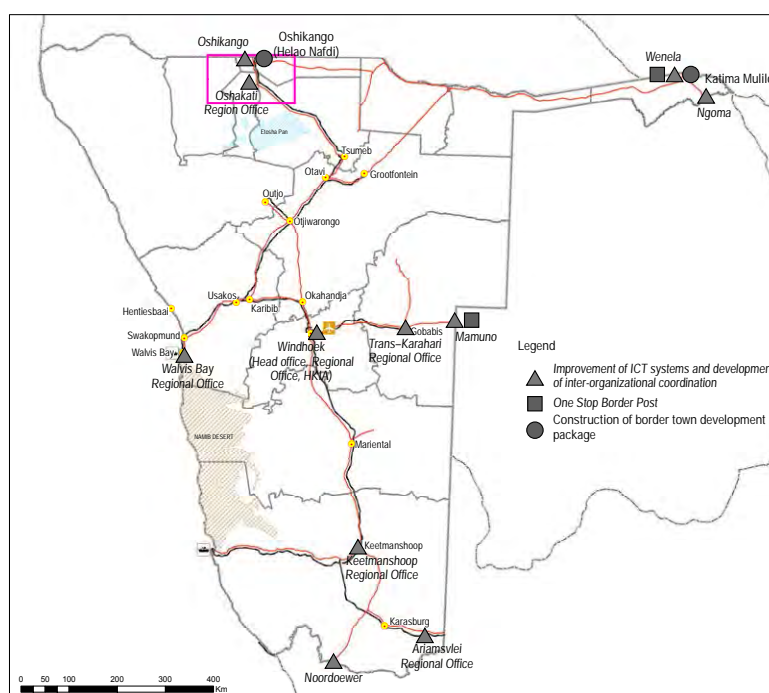 Oshikango
Oshikango
(Helao Nafdi)
Oshakati
Region Office
Etosha Pan
Wenela
Katima Mulilo
Ngoma
Tsumeb
Otavi
Grootfontein
Outjo
Otjiwarongo
Usakos
Karibib
Okahandja
Hentiesbaai
Swakopmund
Walvis Bay
Walvis Bay
Regional Office
Windhoek
(Head office, Regional
Office, HKIA)
Gobabis
Trans-Karahari
Regional Office
Mamuno
Legend
Improvement of ICT systems and development
of inter-organizational coordination
One Stop Border Post
Construction of border town development
package
NAMIB DESERT
Mariental
Keetmanshoop
Keetmanshoop
Regional Office
Karasburg
Ariamsvlei
Regional Office
Noordoewer
0 50 100 200 300 400
Km